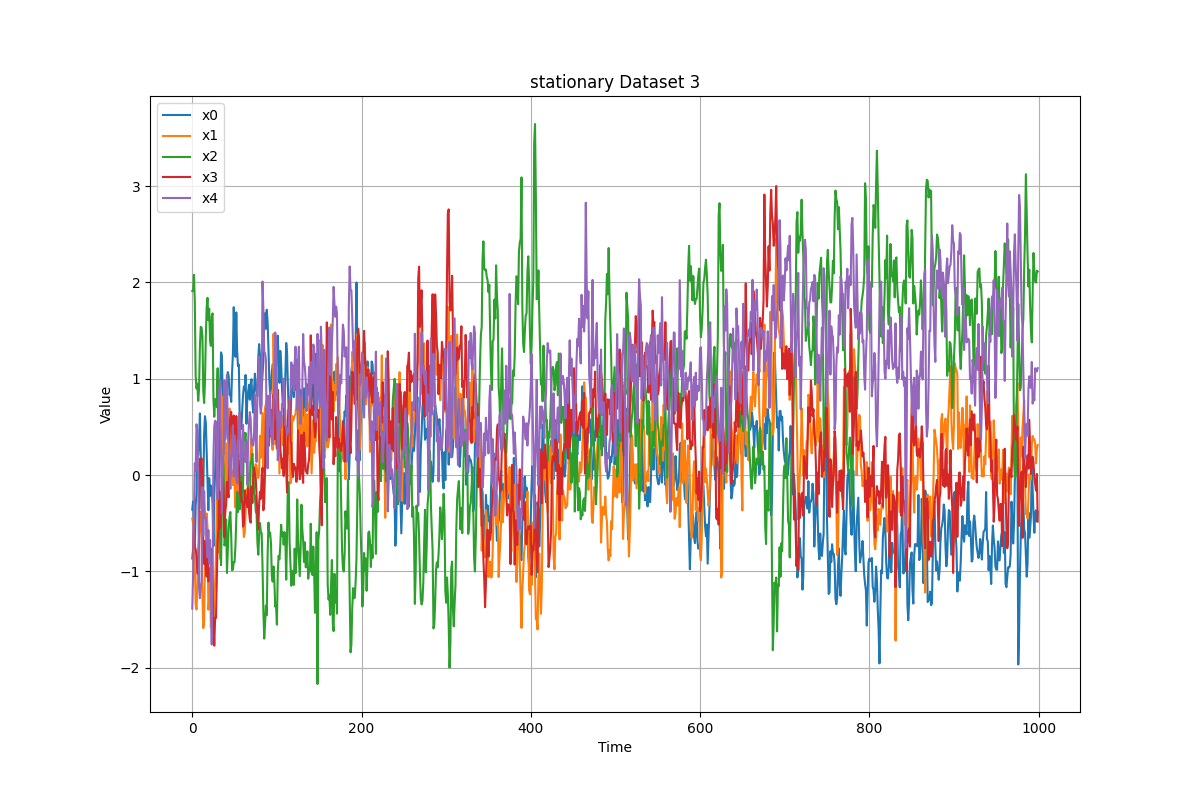 stationary Dataset 3
x0
x1
x2
x3
x4
3
2
1
0
−1
−2
Value
0 200 400 600 800 1000
Time